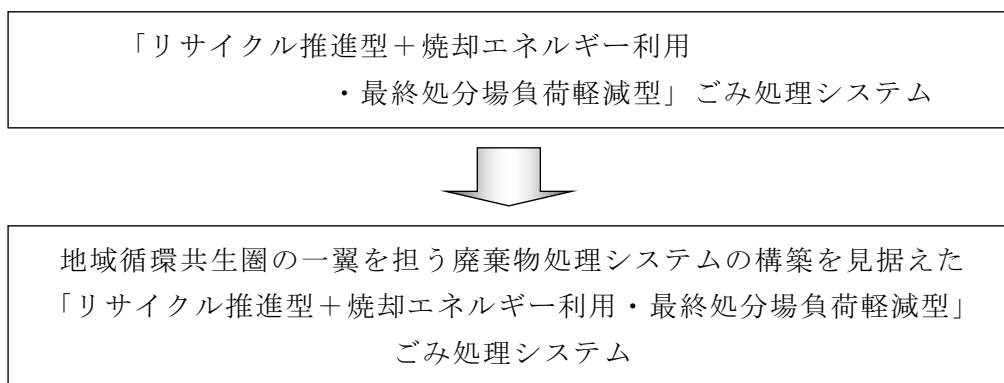 「リサイクル推進型＋焼却エネルギー利用
・最終処分場負荷軽減型」ごみ処理システム
地域循環共生圏の一翼を担う廃棄物処理システムの構築を見据えた
「リサイクル推進型＋焼却エネルギー利用・最終処分場負荷軽減型」
ごみ処理システム